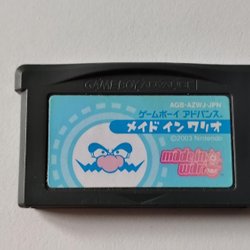 GAME BOY ADVANCE
AGB-AZWJ-JPN
ゲームボーイ アドバンス®
メイド イン ワリオ
©2003 Nintendo
made in
wario